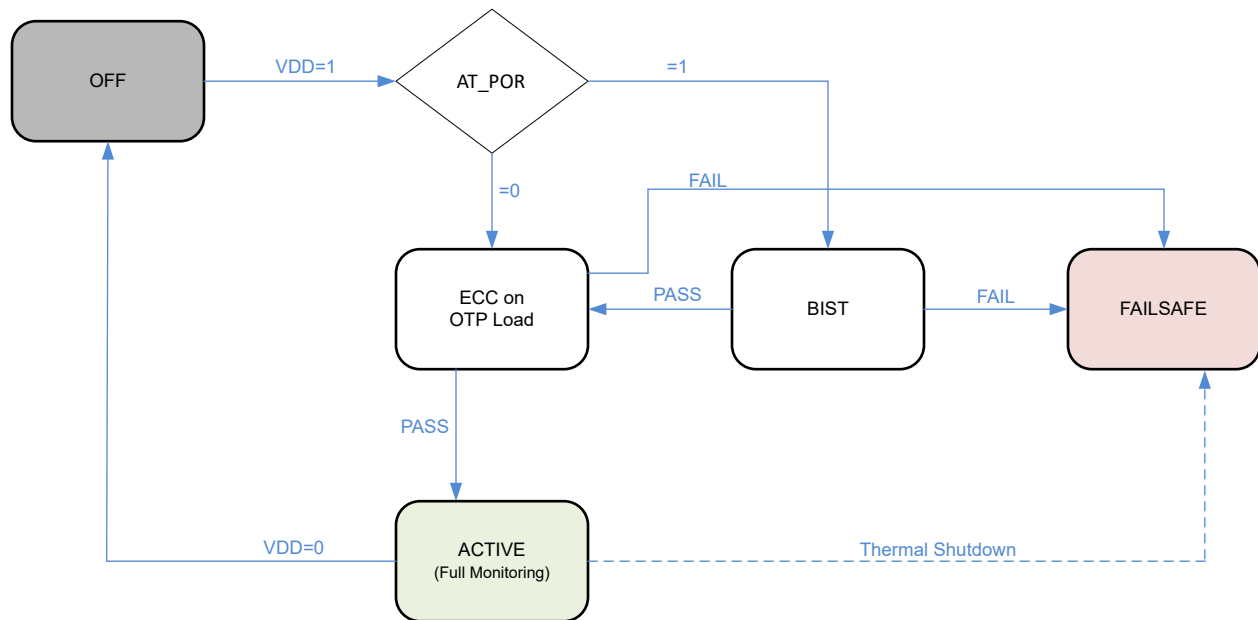 OFF
VDD=1
AT_POR
=1
=0
FAIL
ECC on
OTP Load
PASS
BIST
FAIL
FAILSAFE
PASS
VDD=0
ACTIVE
(Full Monitoring)
Thermal Shutdown